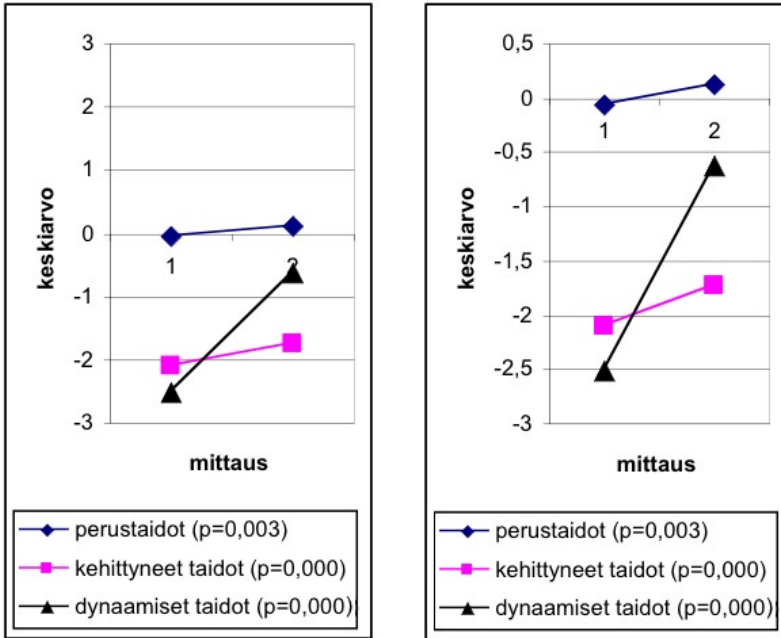 3
2
1
0
-1
-2
-3
keskiarvo
1
2
mittaus
perustaidot (p=0,003)
kehittyneet taidot (p=0,000)
dynaamiset taidot (p=0,000)
0,5
0
-0,5
-1
-1,5
-2
-2,5
-3
keskiarvo
1
2
mittaus
perustaidot (p=0,003)
kehittyneet taidot (p=0,000)
dynaamiset taidot (p=0,000)